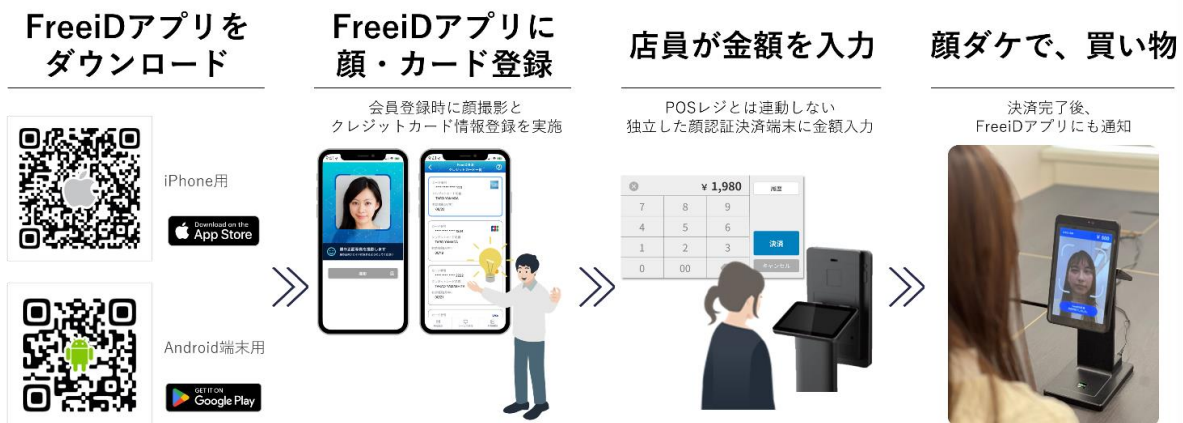 FreeiDアプリを
ダウンロード
iPhone用
Download on the
App Store
Android端末用
GET IT ON
Google Play
FreeiDアプリに
顔・カード登録
会員登録時に顔撮影と
クレジットカード情報登録を実施
店員が金額を入力
POSレジとは連動しない
独立した顔認証決済端末に金額入力
¥ 1,980
履歴
7 8 9
4 5 6
1 2 3
決済
0 00
キャンセル
顔ダケで、買い物
決済完了後、
FreeiDアプリにも通知